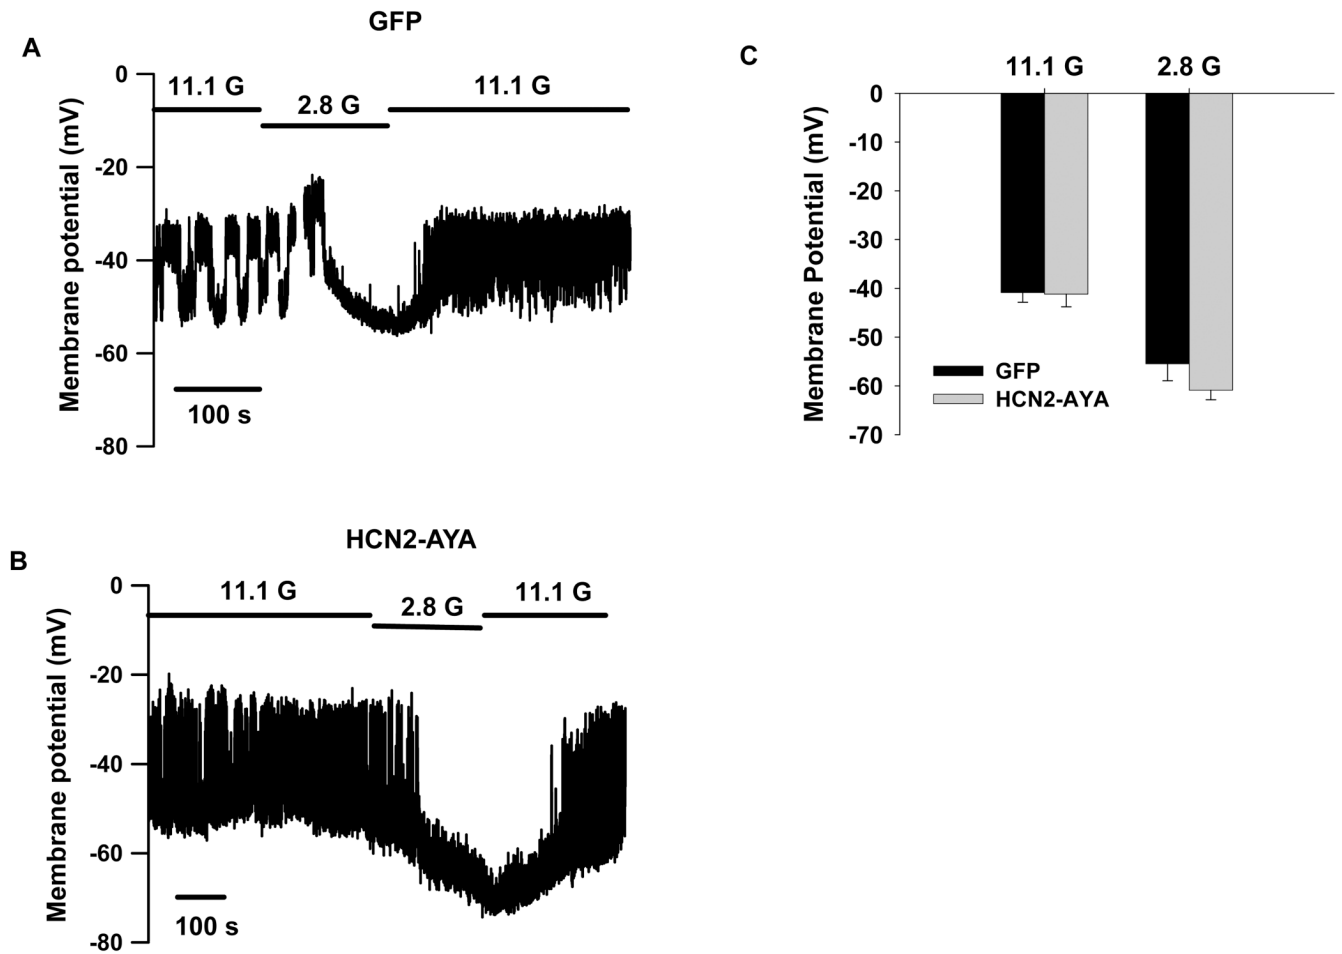 GFP
A
11.1 G
2.8 G
11.1 G
0
-20
-40
-60
-80
Membrane potential (mV)
100 s
C
11.1 G
2.8 G
0
-10
-20
-30
-40
-50
-60
-70
Membrane Potential (mV)
GFP
HCN2-AYA
HCN2-AYA
B
11.1 G
2.8 G
11.1 G
0
-20
-40
-60
-80
Membrane potential (mV)
100 s